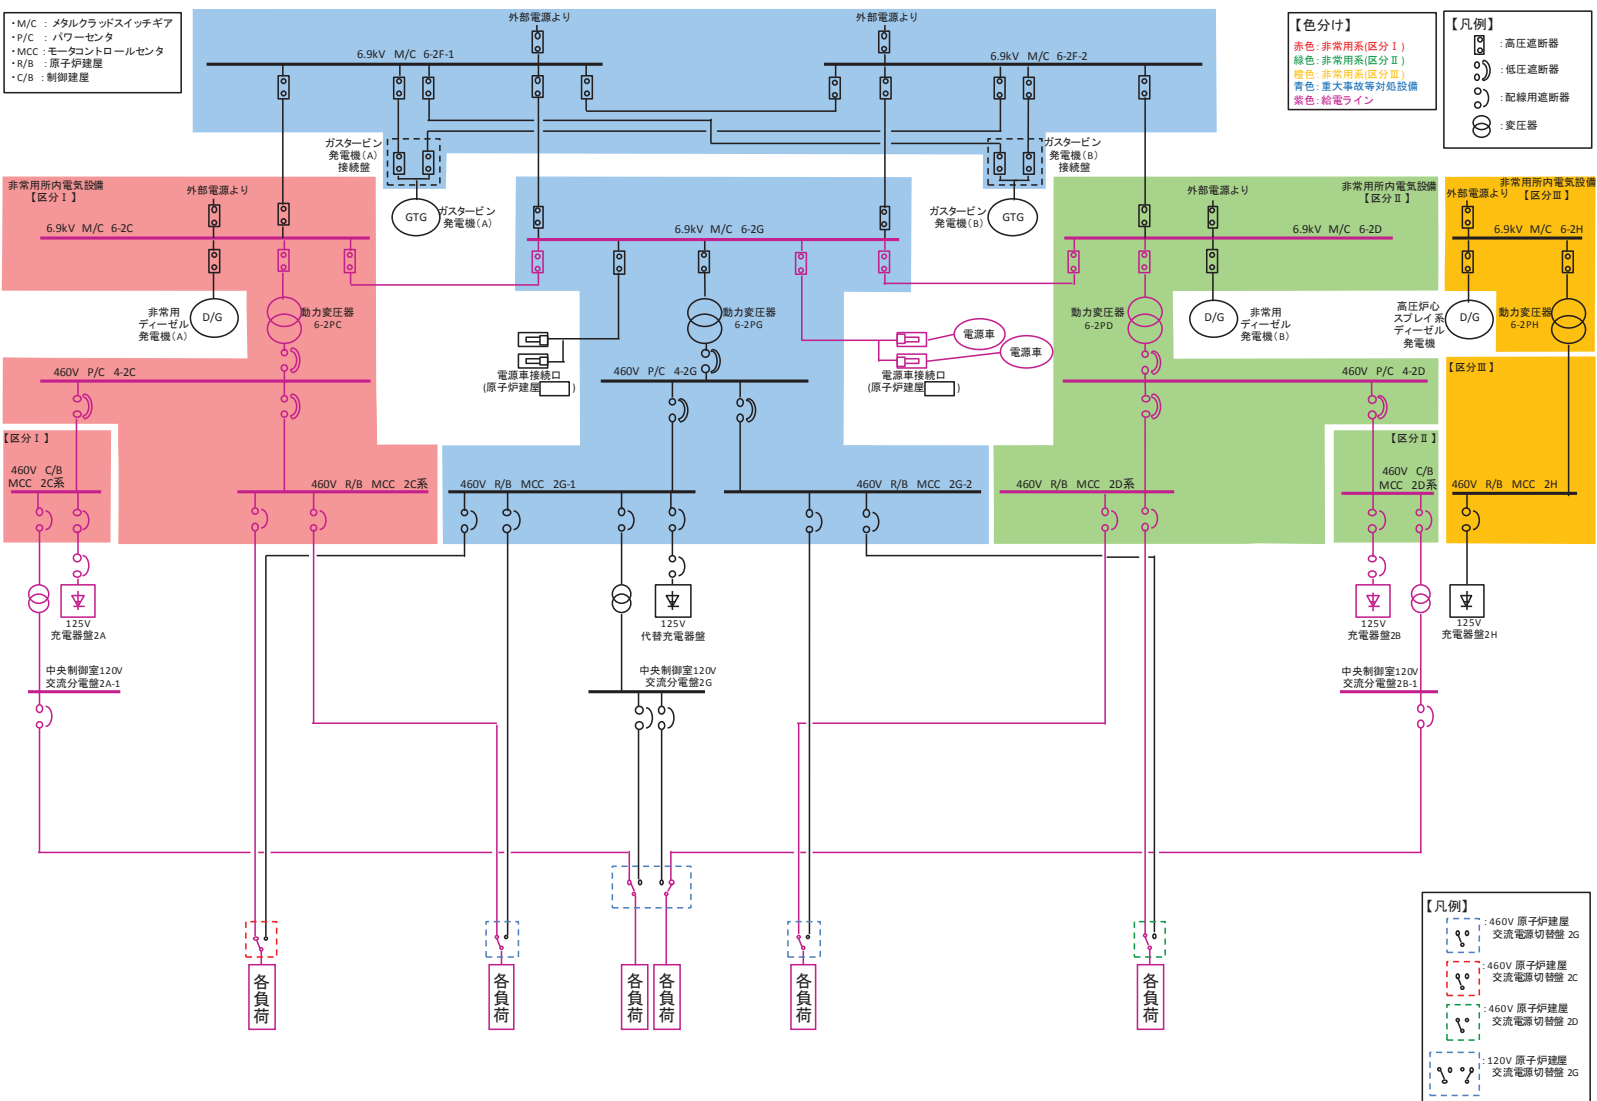 ・M/C ：メタルクラッドスイッチギア
・P/C ：パワーセンタ
・MCC：モータコントロールセンタ
・R/B ：原子炉建屋
・C/B ：制御建屋
外部電源より
外部電源より
【色分け】
赤色：非常用系(区分Ⅰ)
緑色：非常用系(区分Ⅱ)
橙色：非常用系(区分Ⅲ)
青色：重大事故等対処設備
紫色：給電ライン
【凡例】
：高圧遮断器
：低圧遮断器
：配線用遮断器
：変圧器
6.9kV M/C 6-2F-1
6.9kV M/C 6-2F-2
ガスタービン
発電機(A)
接続盤
ガスタービン
発電機(B)
接続盤
非常用所内電気設備
【区分Ⅰ】
外部電源より
6.9kV M/C 6-2C
GTG
ガスタービン
発電機(A)
6.9kV M/C 6-2G
ガスタービン
発電機(B)
GTG
外部電源より
非常用所内電気設備
【区分Ⅱ】
6.9kV M/C 6-2D
非常用所内電気設備
外部電源より
【区分Ⅲ】
6.9kV M/C 6-2H
非常用
ディーゼル
発電機(A)
D/G
動力変圧器
6-2PC
動力変圧器
6-2PG
電源車
電源車
動力変圧器
6-2PD
D/G
非常用
ディーゼル
発電機(B)
高圧炉心
スプレイ系
ディーゼル
発電機
D/G
動力変圧器
6-2PH
電源車接続口
(原子炉建屋 )
電源車接続口
(原子炉建屋 )
460V P/C 4-2C
460V P/C 4-2G
460V P/C 4-2D
【区分Ⅲ】
【区分Ⅰ】
460V C/B
MCC 2C系
460V R/B MCC 2C系
460V R/B MCC 2G-1
460V R/B MCC 2G-2
460V R/B MCC 2D系
【区分Ⅱ】
460V C/B
MCC 2D系
460V R/B MCC 2H
125V
充電器盤2A
125V
代替充電器盤
125V
充電器盤2B
125V
充電器盤2H
中央制御室120V
交流分電盤2A-1
中央制御室120V
交流分電盤2G
中央制御室120V
交流分電盤2B-1
各負荷
各負荷
各負荷
各負荷
各負荷
各負荷
【凡例】
：460V 原子炉建屋
交流電源切替盤 2G
：460V 原子炉建屋
交流電源切替盤 2C
：460V 原子炉建屋
交流電源切替盤 2D
：120V 原子炉建屋
交流電源切替盤 2G